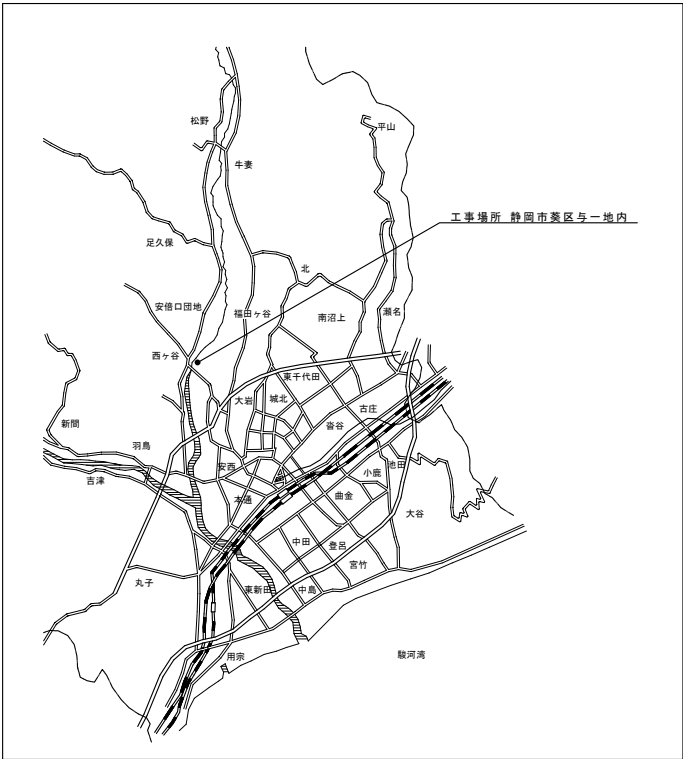 松野
平山
牛妻
工事場所 静岡市葵区与一地内
足久保
北
安倍口団地
福田ヶ谷
南沼上
瀬名
西ヶ谷
東千代田
大岩
城北
古庄
新間
沓谷
羽鳥
安西
池田
小鹿
吉津
本通
曲金
大谷
中田
登呂
宮竹
丸子
東新田
中島
用宗
駿河湾